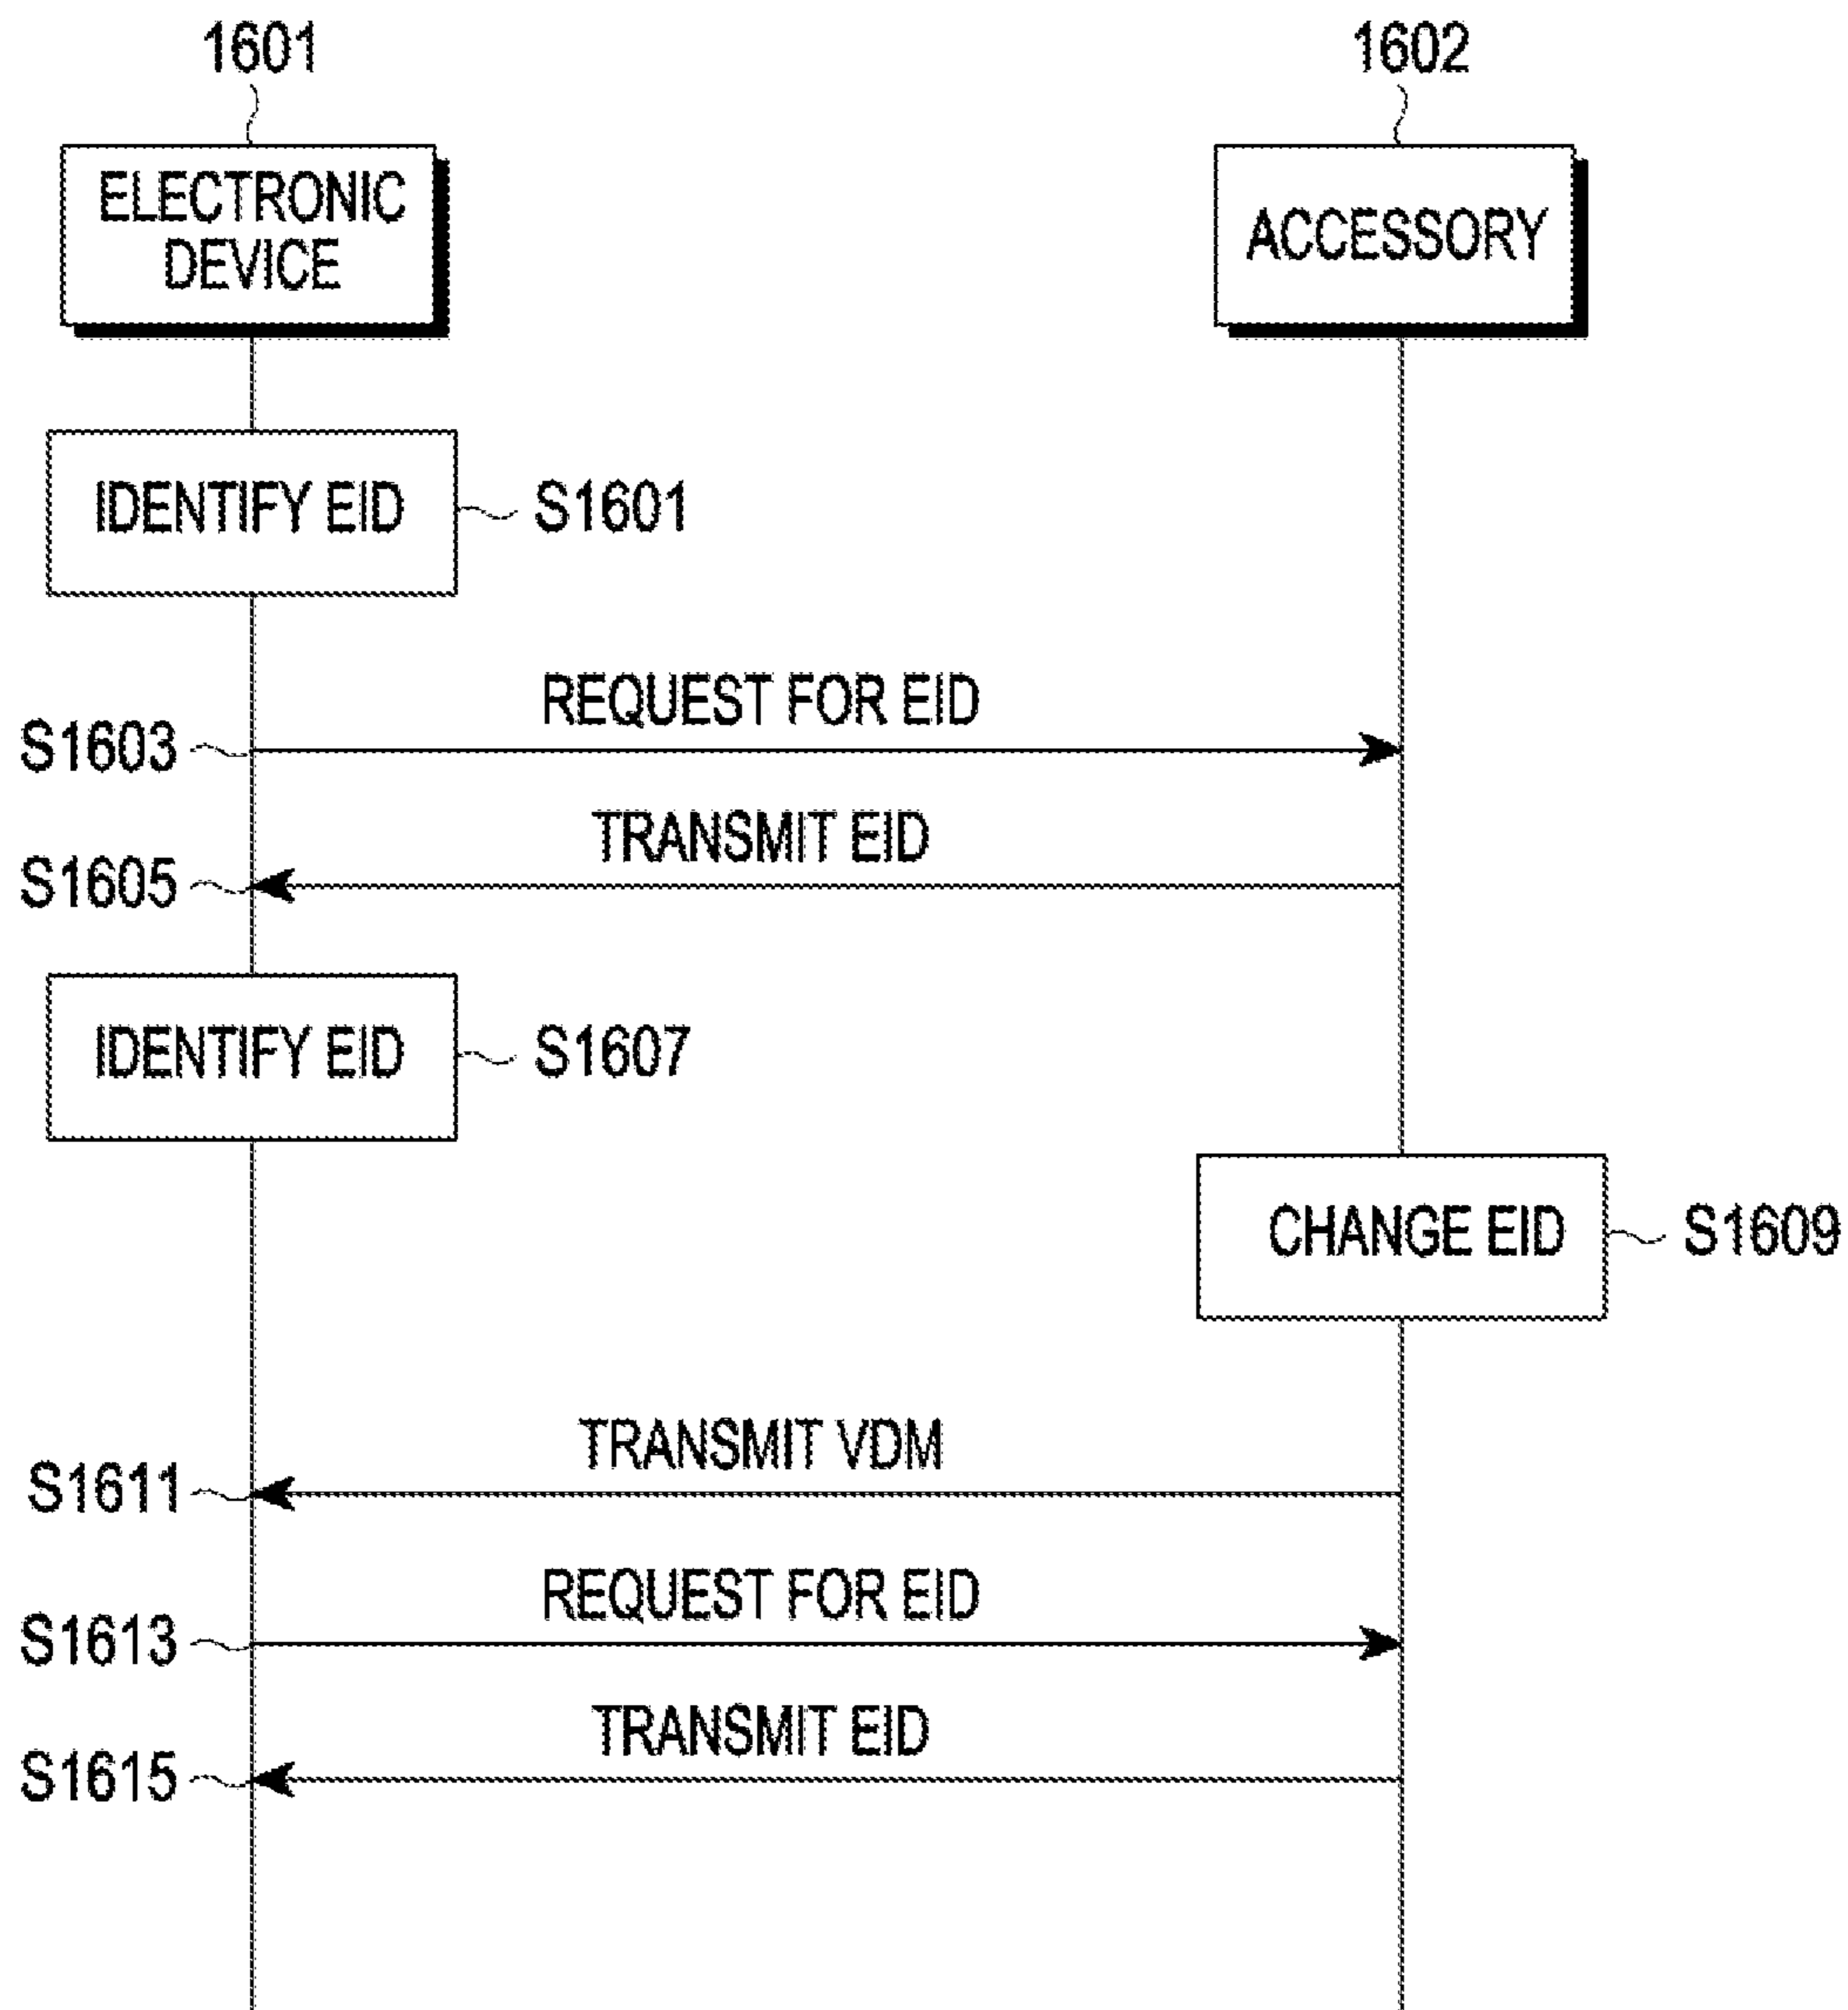 1601
1602
ELECTRONIC
DEVICE
ACCESSORY
IDENTIFY EID
S1601
REQUEST FOR EID
S1603
TRANSMIT EID
S1605
IDENTIFY EID
S1607
CHANGE EID
S1609
TRANSMIT VDM
S1611
REQUEST FOR EID
S1613
TRANSMIT EID
S1615